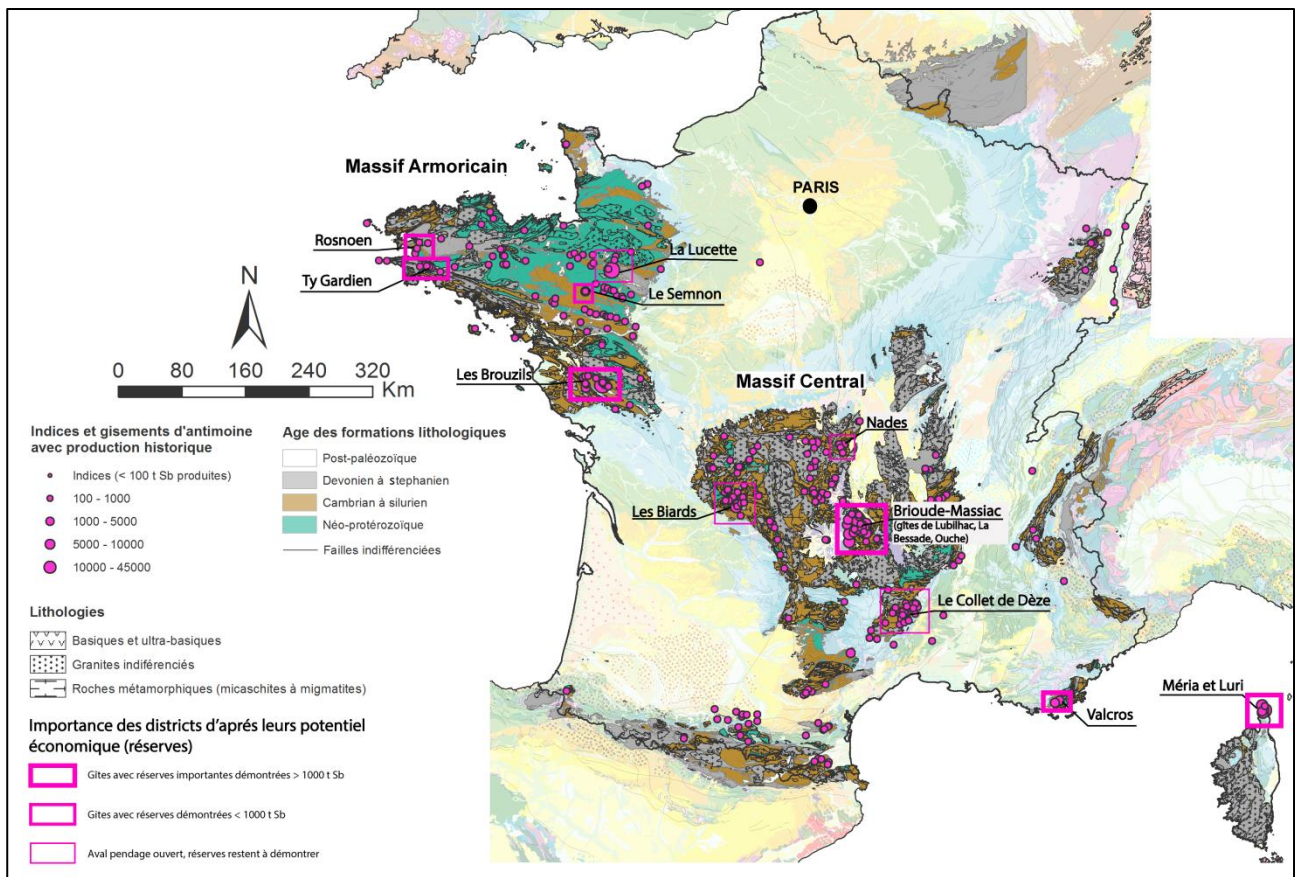 Massif Armoricain
PARIS
Rosnoen
La Lucette
Ty Gardien
Le Semnon
N
0 80 160 240 320
Km
Les Brouzils
Massif Central
Nades
Les Biards
Brioude-Massiac
(gîtes de Lubilhac, La
Bessade, Ouche)
Le Collet de Dèze
Méria et Luri
Valcros
Indices et gisements d'antimoine
avec production historique
Indices (< 100 t Sb produites)
100 - 1000
1000 - 5000
5000 - 10000
10000 - 45000
Age des formations lithologiques
Post-paléozoïque
Devonien à stephanien
Cambrian à silurien
Néo-protérozoïque
Failles indifférenciées
Lithologies
Basiques et ultra-basiques
Granites indiférenciés
Roches métamorphiques (micaschites à migmatites)
Importance des districts d'aprés leurs potentiel
économique (réserves)
Gîtes avec réserves importantes démontrées > 1000 t Sb
Gîtes avec réserves démontrées < 1000 t Sb
Aval pendage ouvert, réserves restent à démontrer